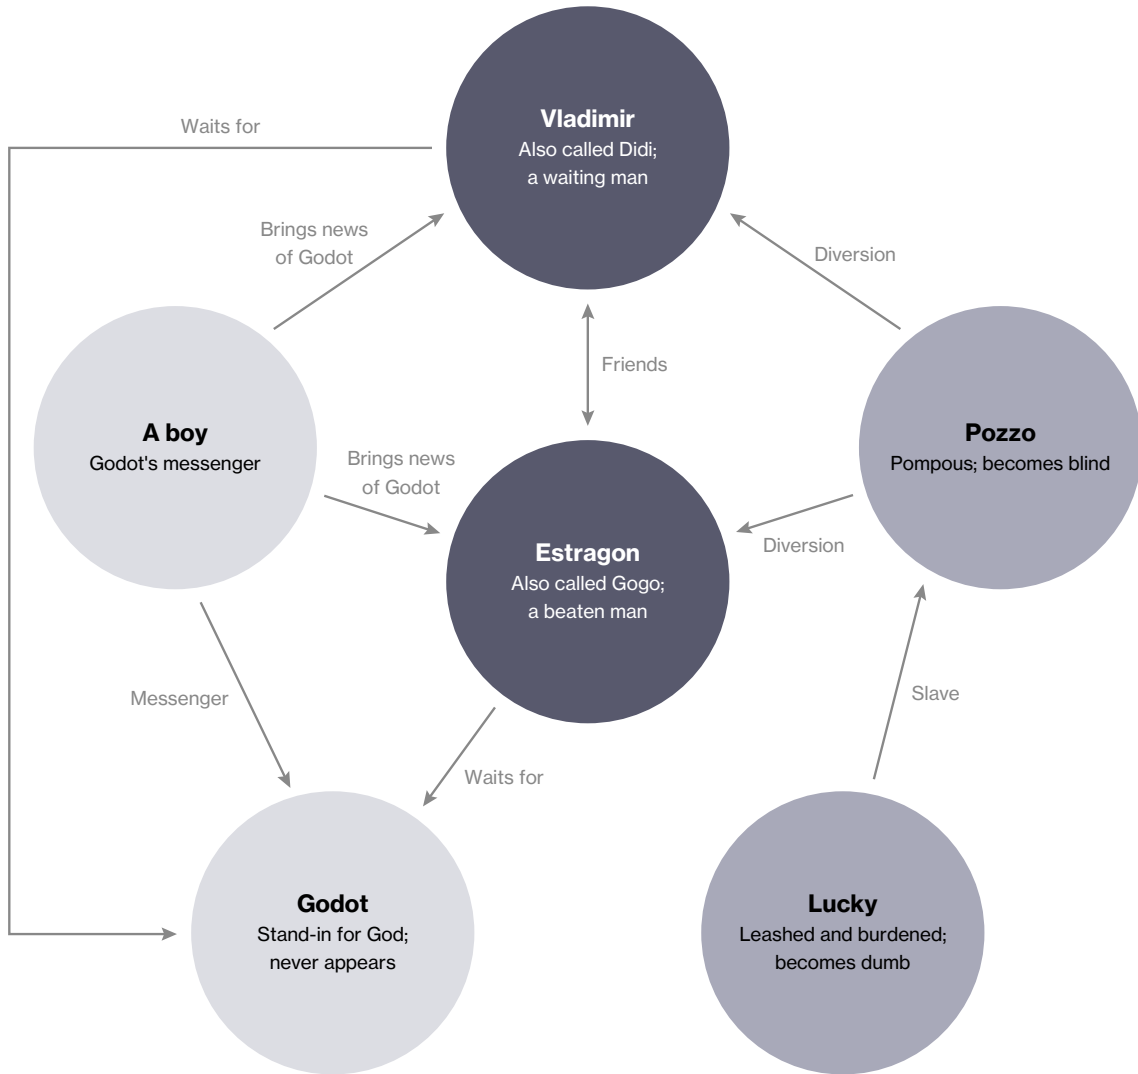 Vladimir
Also called Didi;
a waiting man
Waits for
Brings news
of Godot
Diversion
Friends
A boy
Godot's messenger
Brings news
of Godot
Pozzo
Pompous; becomes blind
Estragon
Also called Gogo;
a beaten man
Diversion
Messenger
Waits for
Slave
Godot
Stand-in for God;
never appears
Lucky
Leashed and burdened;
becomes dumb